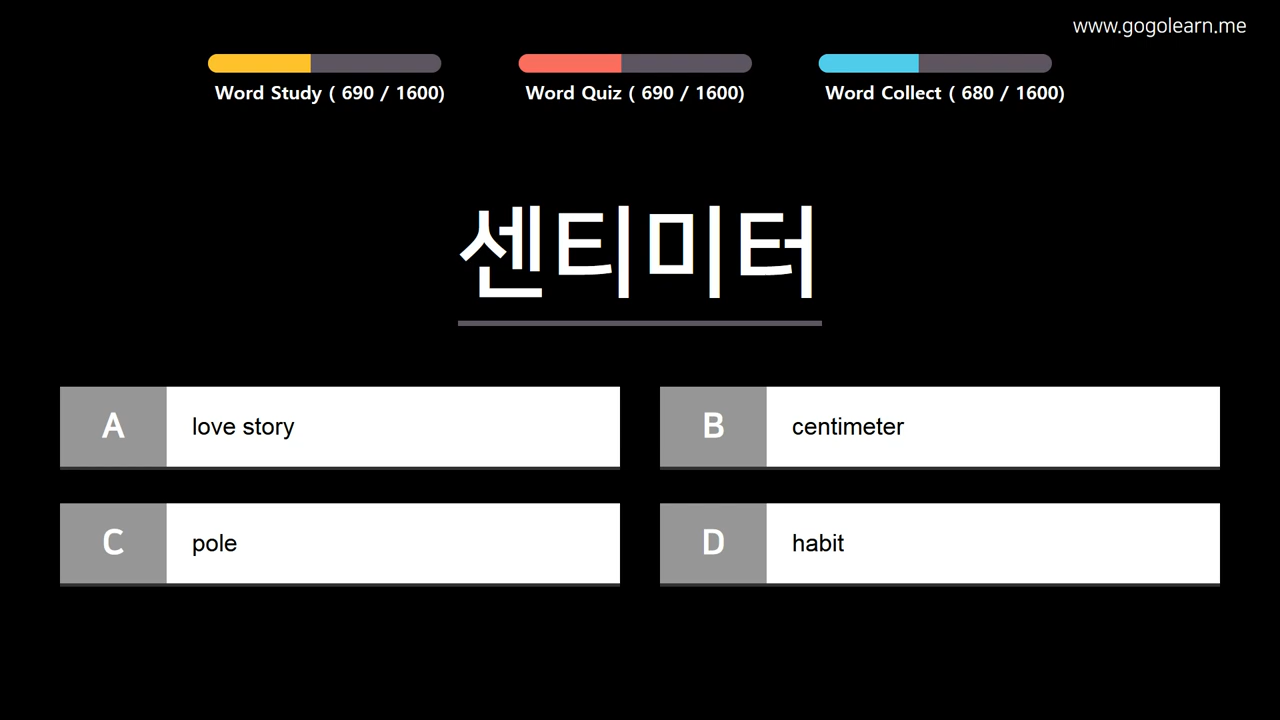 www.gogolearn.me
Word Study ( 690 / 1600)
Word Quiz ( 690 / 1600)
Word Collect ( 680 / 1600)
센티미터
A love story
B centimeter
C pole
D habit